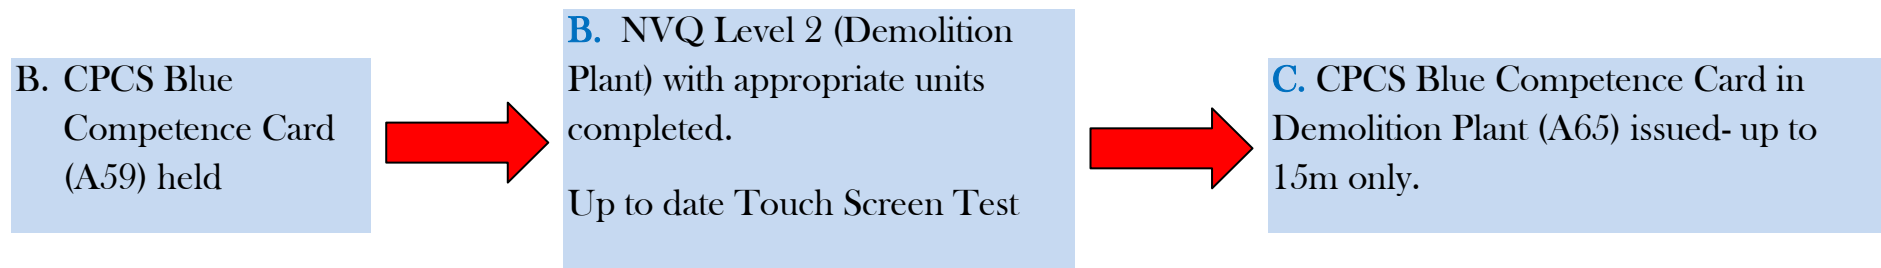 B. CPCS Blue
Competence Card
(A59) held
B. NVQ Level 2 (Demolition
Plant) with appropriate units
completed.
Up to date Touch Screen Test
C. CPCS Blue Competence Card in
Demolition Plant (A65) issued- up to
15m only.